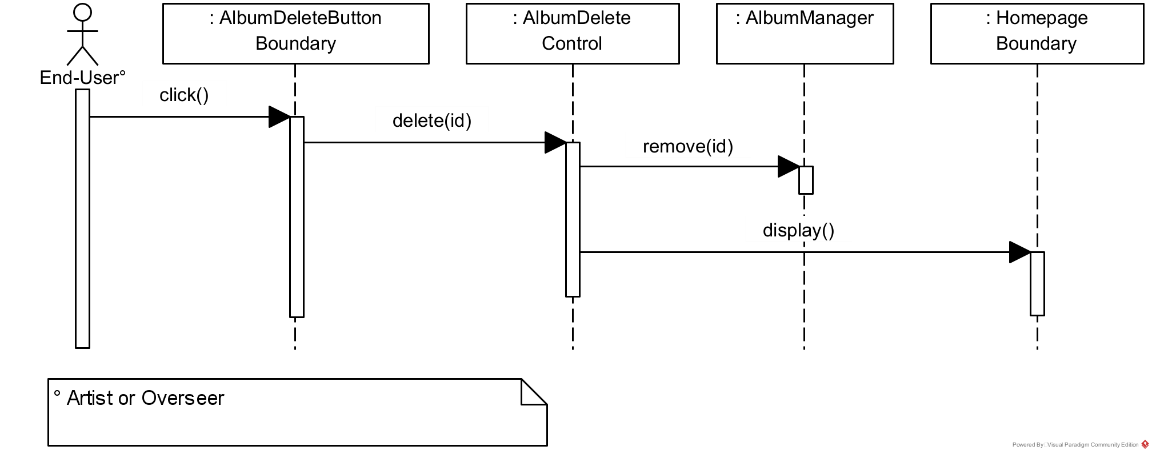 : AlbumDeleteButton
Boundary
: AlbumDelete
Control
: AlbumManager
: Homepage
Boundary
End-User°
click()
delete(id)
remove(id)
display()
° Artist or Overseer
Powered By: Visual Paradigm Community Edition